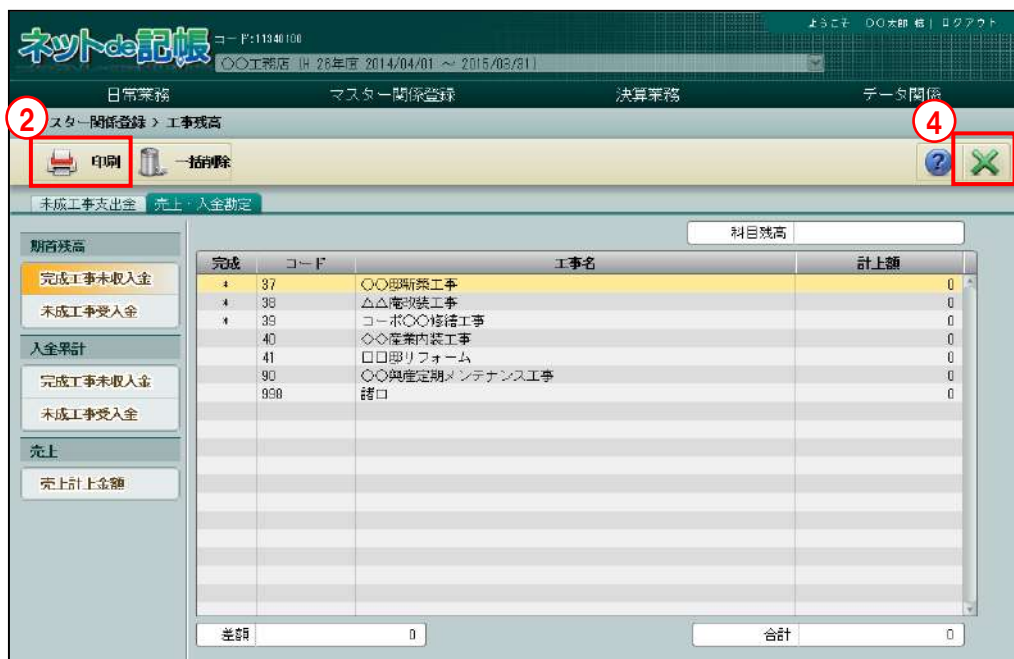 ようこそ ○○太郎 様 | ログアウト
ネットde記帳 コード:11340100
○○工務店 [H 26年度 2014/04/01 ～ 2015/03/31]
日常業務 マスター関係登録 決算業務 データ関係
② スター関係登録 > 工事残高 ④
印刷 一括削除 ?
未成工事支出金 売上・入金勘定
科目残高
期首残高
完成工事未収入金
未成工事受入金
入金累計
完成工事未収入金
未成工事受入金
売上
売上計上金額
完成 コード 工事名 計上額
* 37 ○○邸新築工事 0
* 38 △△庵改装工事 0
* 39 コーポ○○修繕工事 0
40 ◇◇産業内装工事 0
41 □□邸リフォーム 0
90 ○○興産定期メンテナンス工事 0
998 諸口 0
差額 0 合計 0